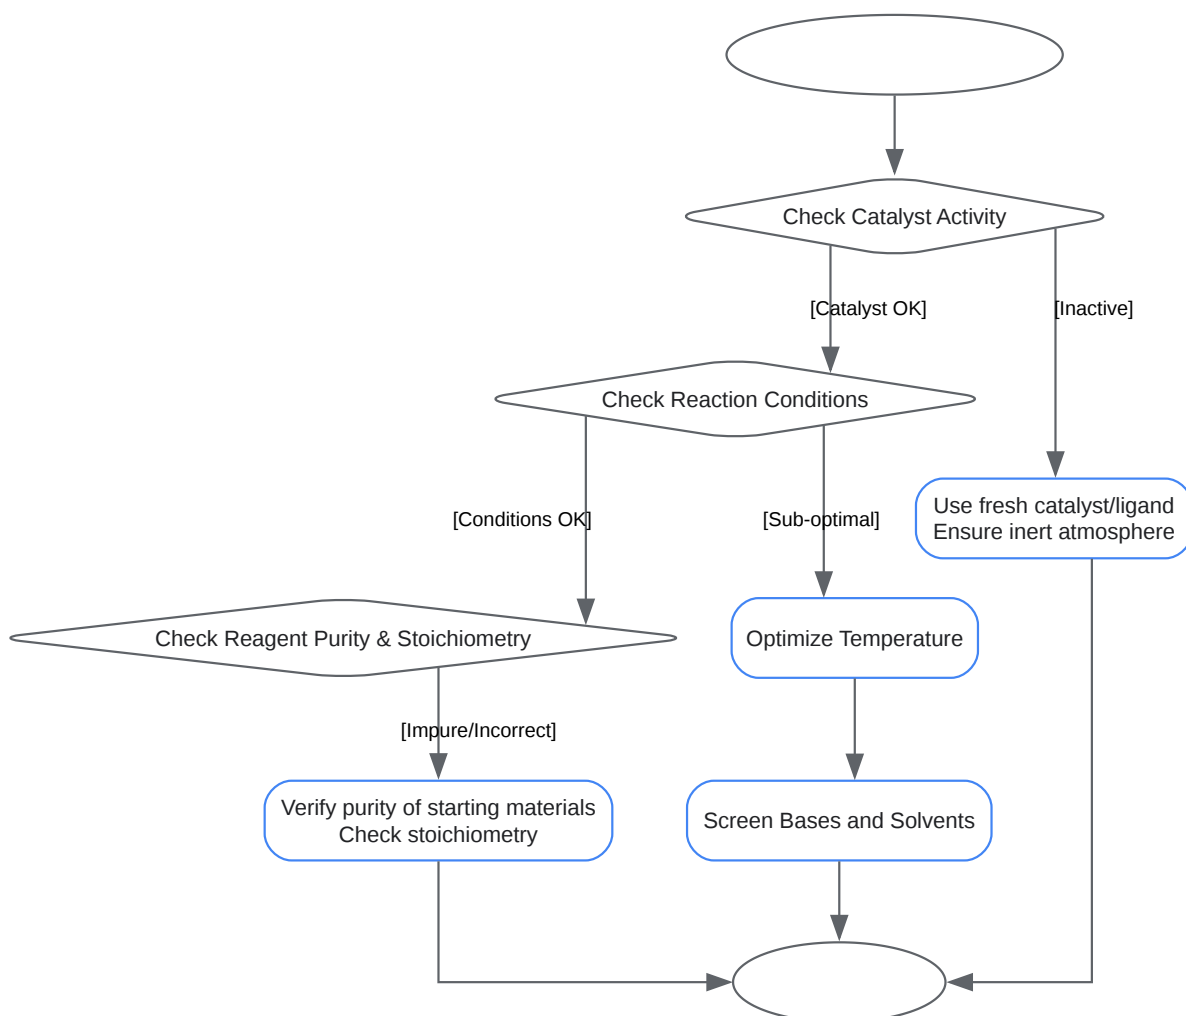 Check Catalyst Activity
[Catalyst OK]
[Inactive]
Check Reaction Conditions
[Conditions OK]
[Sub-optimal]
Use fresh catalyst/ligand
Ensure inert atmosphere
Check Reagent Purity & Stoichiometry
Optimize Temperature
[Impure/Incorrect]
Verify purity of starting materials
Check stoichiometry
Screen Bases and Solvents